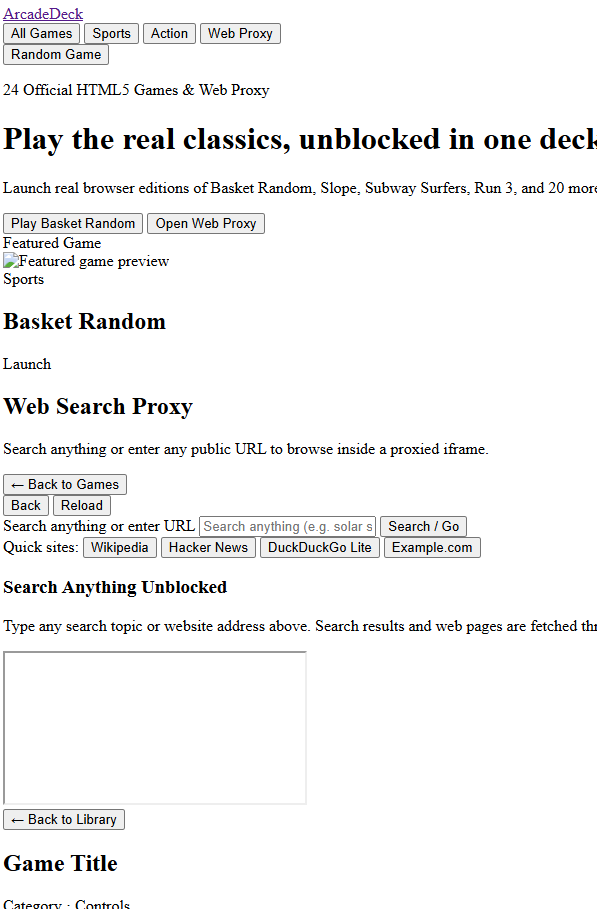 ArcadeDeck
All Games Sports Action Web Proxy
Random Game
24 Official HTML5 Games & Web Proxy
Play the real classics, unblocked in one deck
Launch real browser editions of Basket Random, Slope, Subway Surfers, Run 3, and 20 more
Play Basket Random Open Web Proxy
Featured Game
Featured game preview
Sports
Basket Random
Launch
Web Search Proxy
Search anything or enter any public URL to browse inside a proxied iframe.
← Back to Games
Back Reload
Search anything or enter URL Search anything (e.g. solar s Search / Go
Quick sites: Wikipedia Hacker News DuckDuckGo Lite Example.com
Search Anything Unblocked
Type any search topic or website address above. Search results and web pages are fetched
← Back to Library
Game Title
Category · Controls